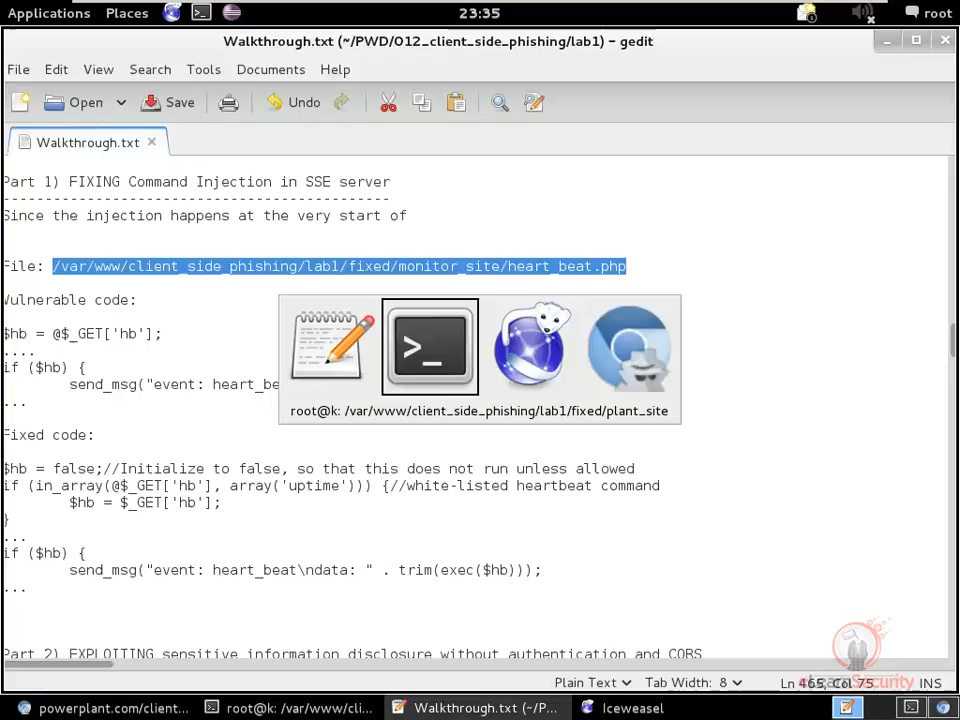 Applications Places 23:35 root
Walkthrough.txt (~/PWD/012_client_side_phishing/lab1) - gedit
File Edit View Search Tools Documents Help
Open Save Undo
Walkthrough.txt
Part 1) FIXING Command Injection in SSE server
----------------------------------------------
Since the injection happens at the very start of
File: /var/www/client_side_phishing/lab1/fixed/monitor_site/heart_beat.php
Vulnerable code:
$hb = @$_GET['hb'];
....
if ($hb) {
send_msg("event: heart_be
...
root@k: /var/www/client_side_phishing/lab1/fixed/plant_site
Fixed code:
$hb = false;//Initialize to false, so that this does not run unless allowed
if (in_array(@$_GET['hb'], array('uptime'))) {//white-listed heartbeat command
$hb = $_GET['hb'];
}
...
if ($hb) {
send_msg("event: heart_beat\ndata: " . trim(exec($hb)));
...
Part 2) EXPLOITING sensitive information disclosure without authentication and CORS
eLearnSecurity
Plain Text Tab Width: 8 Ln 465, Col 75 INS
powerplant.com/client... root@k: /var/www/cli... Walkthrough.txt (~/P... Iceweasel